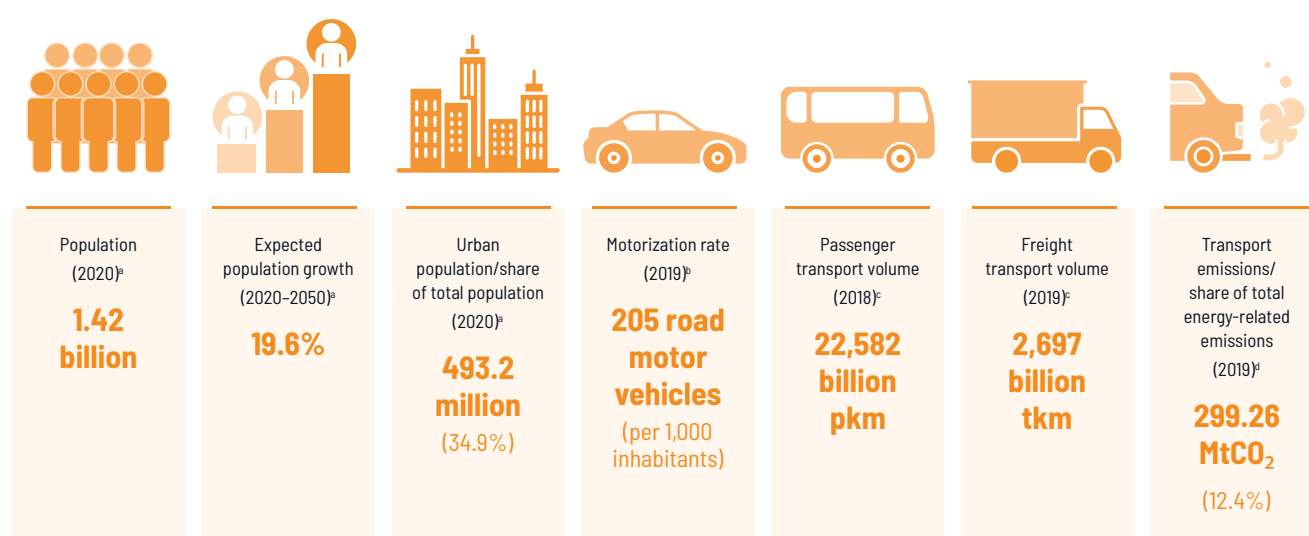 Population
(2020)ᵃ
1.42
billion
Expected
population growth
(2020–2050)ᵃ
19.6%
Urban
population/share
of total population
(2020)ᵃ
493.2
million
(34.9%)
Motorization rate
(2019)ᵇ
205 road
motor
vehicles
(per 1,000
inhabitants)
Passenger
transport volume
(2018)ᶜ
22,582
billion
pkm
Freight
transport volume
(2019)ᶜ
2,697
billion
tkm
Transport
emissions/
share of total
energy-related
emissions
(2019)ᵈ
299.26
MtCO₂
(12.4%)